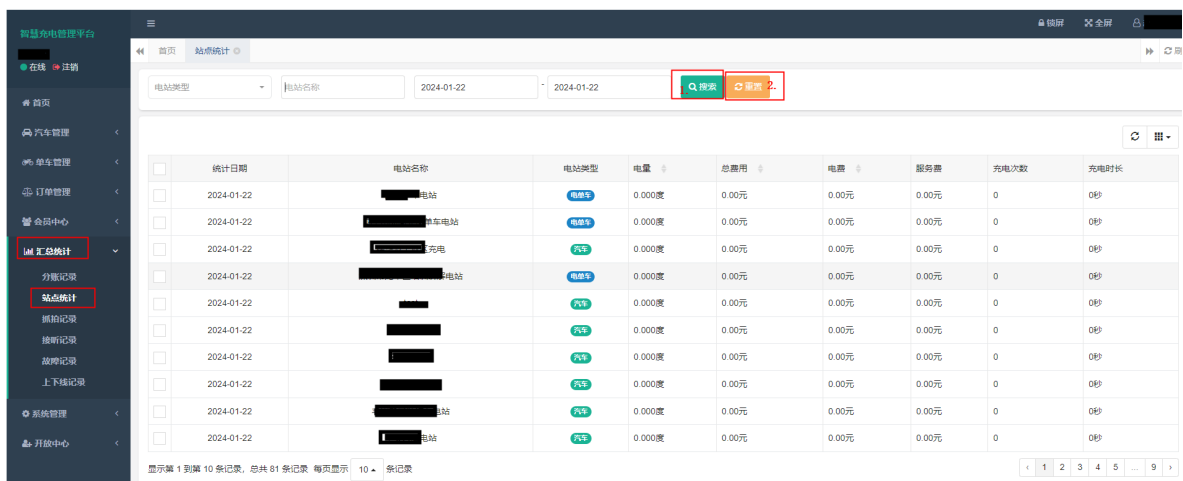 智慧充电管理平台
锁屏 全屏
在线 注销
首页 站点统计
电站类型 电站名称 2024-01-22 - 2024-01-22 1. 搜索 重置 2.
首页
汽车管理
单车管理
订单管理
会员中心
汇总统计
分账记录
站点统计
抓拍记录
接听记录
故障记录
上下线记录
系统管理
开放中心
统计日期 电站名称 电站类型 电量 总费用 电费 服务费 充电次数 充电时长
2024-01-22 电站 电单车 0.000度 0.00元 0.00元 0.00元 0 0秒
2024-01-22 单车电站 电单车 0.000度 0.00元 0.00元 0.00元 0 0秒
2024-01-22 区充电 汽车 0.000度 0.00元 0.00元 0.00元 0 0秒
2024-01-22 电站 电单车 0.000度 0.00元 0.00元 0.00元 0 0秒
2024-01-22 汽车 0.000度 0.00元 0.00元 0.00元 0 0秒
2024-01-22 汽车 0.000度 0.00元 0.00元 0.00元 0 0秒
2024-01-22 汽车 0.000度 0.00元 0.00元 0.00元 0 0秒
2024-01-22 汽车 0.000度 0.00元 0.00元 0.00元 0 0秒
2024-01-22 站 汽车 0.000度 0.00元 0.00元 0.00元 0 0秒
2024-01-22 电站 汽车 0.000度 0.00元 0.00元 0.00元 0 0秒
显示第 1 到第 10 条记录，总共 81 条记录 每页显示 10 条记录
‹ 1 2 3 4 5 ... 9 ›